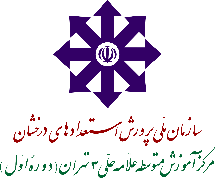 سازمان ملی پرورش استعدادهای درخشان
مرکز آموزش متوسطه علامه حلی ۳ تهران (دوره اول)